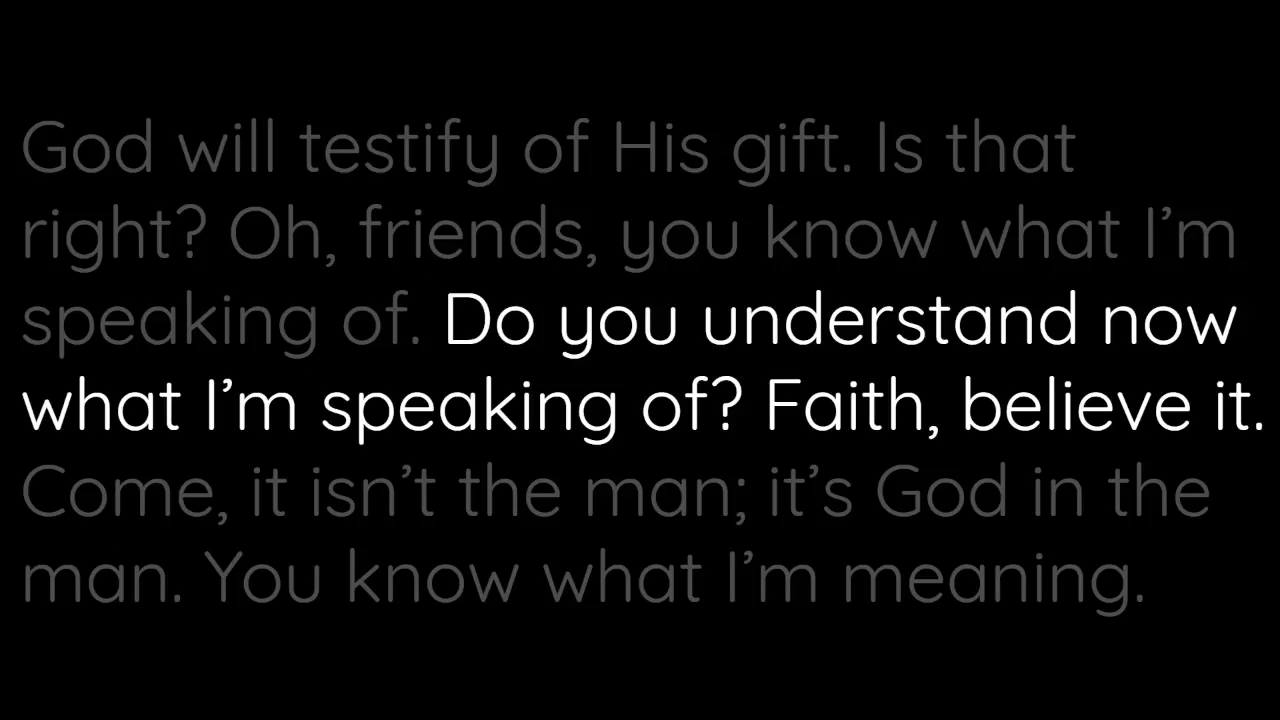 God will testify of His gift. Is that
right? Oh, friends, you know what I’m
speaking of. Do you understand now
what I’m speaking of? Faith, believe it.
Come, it isn’t the man; it’s God in the
man. You know what I’m meaning.